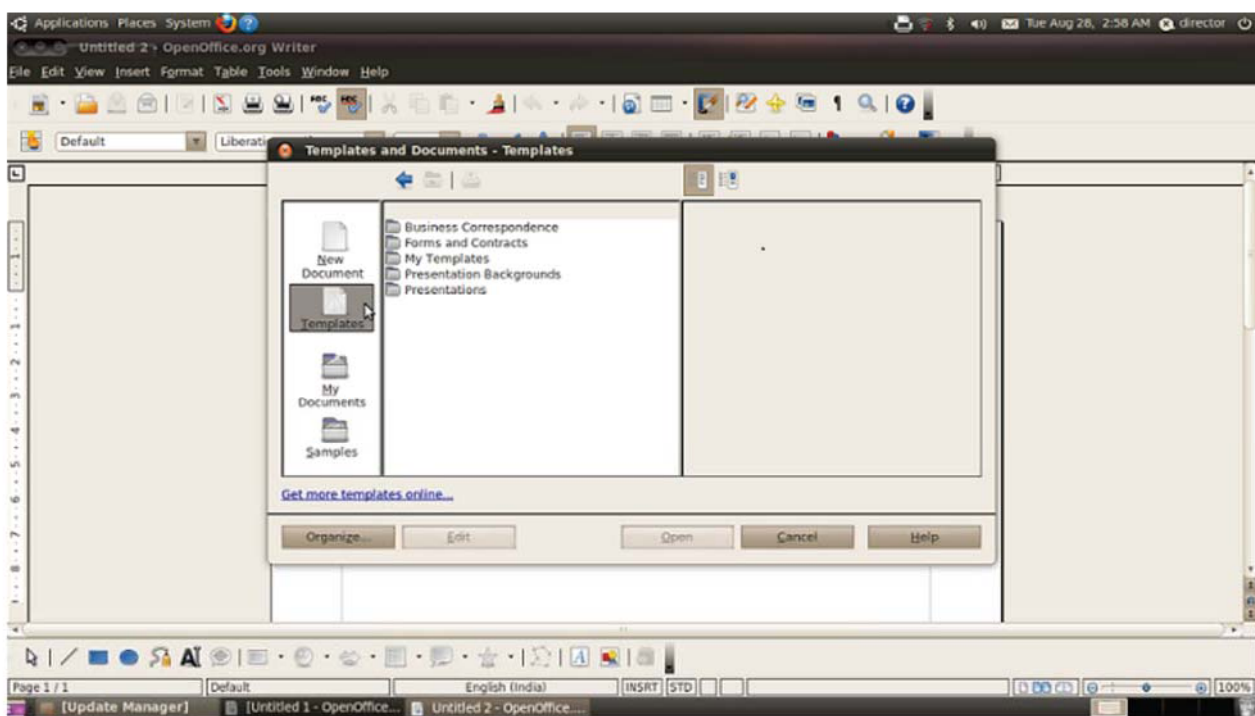 Applications Places System
Tue Aug 28, 2:58 AM director
Untitled 2 - OpenOffice.org Writer
File Edit View Insert Format Table Tools Window Help
Default
Templates and Documents - Templates
New Document
Templates
My Documents
Samples
Business Correspondence
Forms and Contracts
My Templates
Presentation Backgrounds
Presentations
Get more templates online...
Organize... Edit Open Cancel Help
Page 1 / 1 Default English (India) INSRT STD 100%
[Update Manager] [Untitled 1 - OpenOffice... Untitled 2 - OpenOffice....